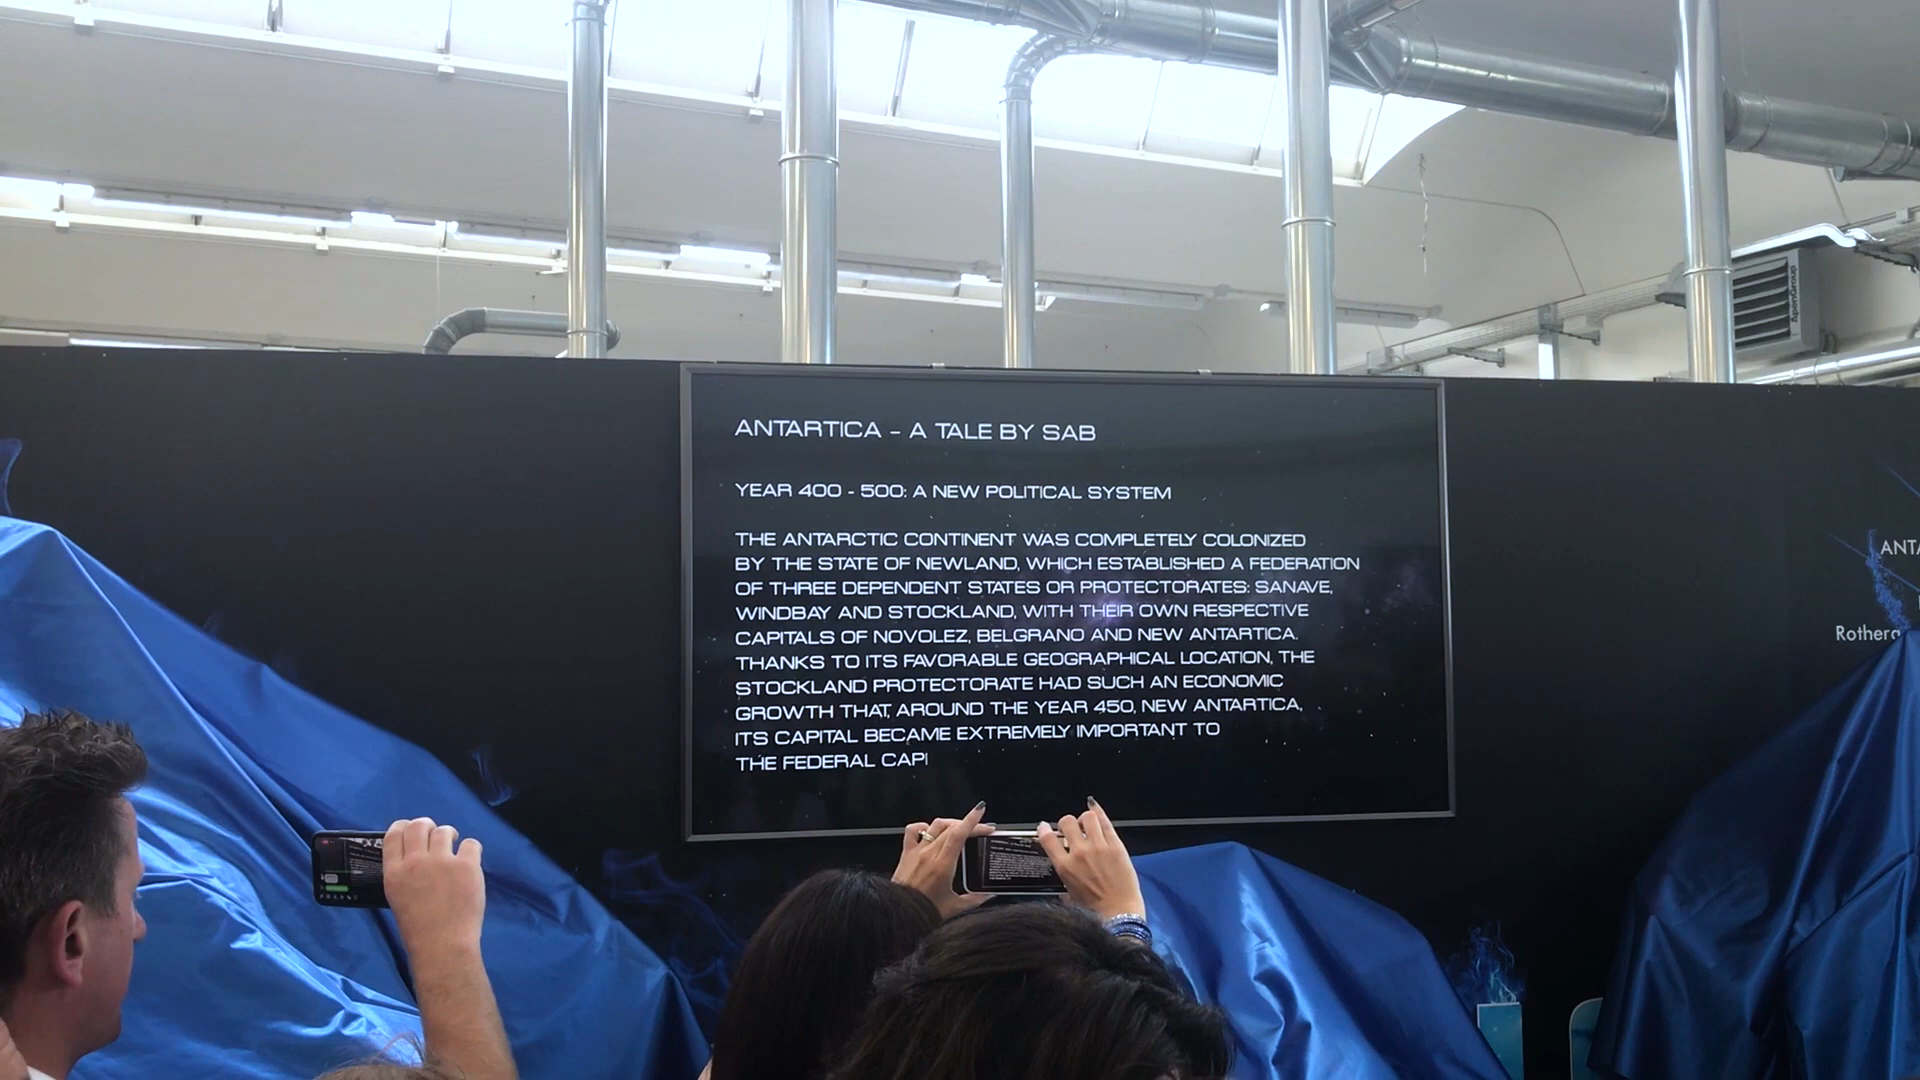 ANTARTICA - A TALE BY SAB
YEAR 400 - 500: A NEW POLITICAL SYSTEM
THE ANTARCTIC CONTINENT WAS COMPLETELY COLONIZED
BY THE STATE OF NEWLAND, WHICH ESTABLISHED A FEDERATION
OF THREE DEPENDENT STATES OR PROTECTORATES: SANAVE,
WINDBAY AND STOCKLAND, WITH THEIR OWN RESPECTIVE
CAPITALS OF NOVOLEZ, BELGRANO AND NEW ANTARTICA.
THANKS TO ITS FAVORABLE GEOGRAPHICAL LOCATION, THE
STOCKLAND PROTECTORATE HAD SUCH AN ECONOMIC
GROWTH THAT, AROUND THE YEAR 450, NEW ANTARTICA,
ITS CAPITAL BECAME EXTREMELY IMPORTANT TO
THE FEDERAL CAPI
ApenGroup
ANTA
Rothera